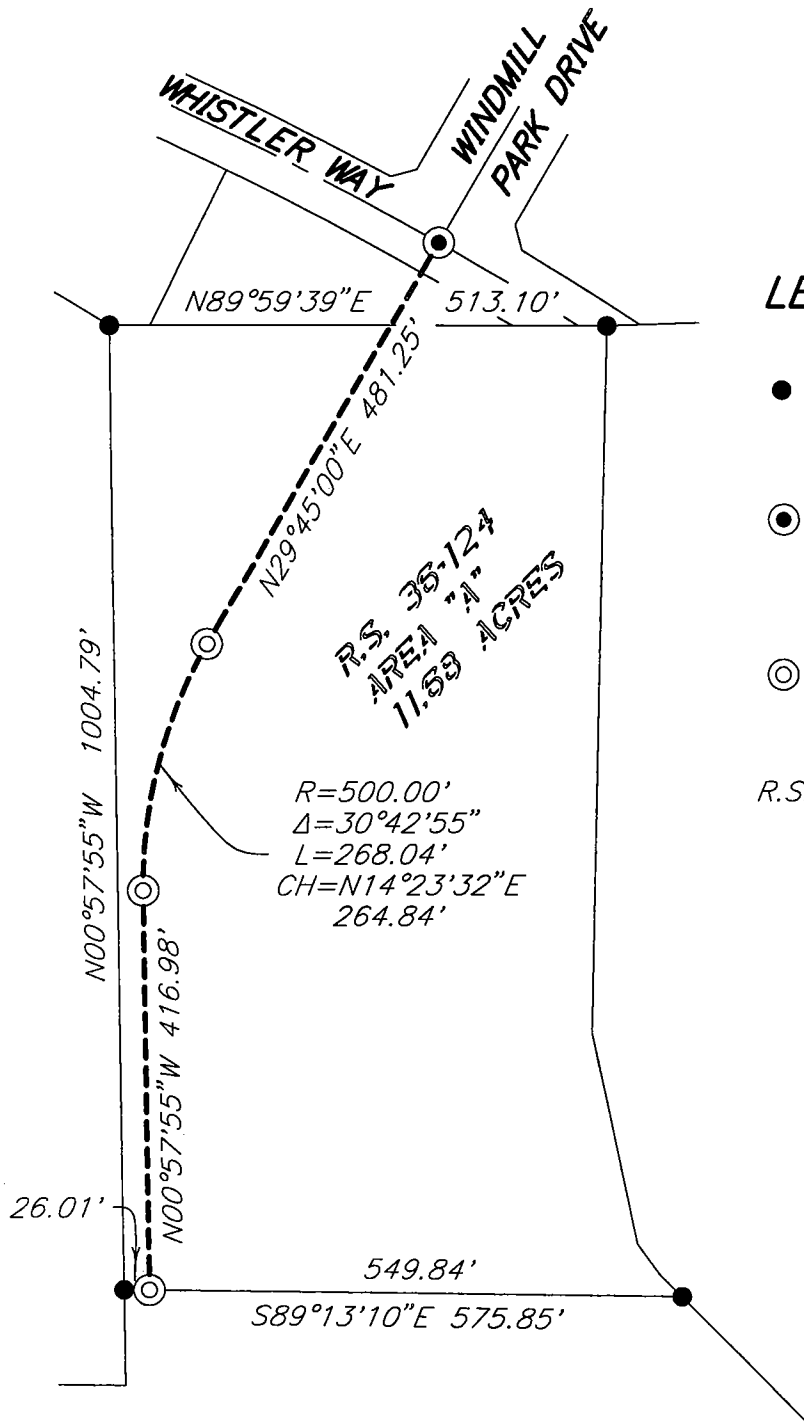 WHISTLER WAY
WINDMILL
PARK DRIVE
N89°59'39"E 513.10'
LE
N29°45'00"E 481.25'
R.S. 36-124
AREA "A"
11.68 ACRES
N00°57'55"W 1004.79'
R=500.00'
Δ=30°42'55"
L=268.04'
CH=N14°23'32"E
264.84'
R.S
N00°57'55"W 416.98'
26.01'
549.84'
S89°13'10"E 575.85'